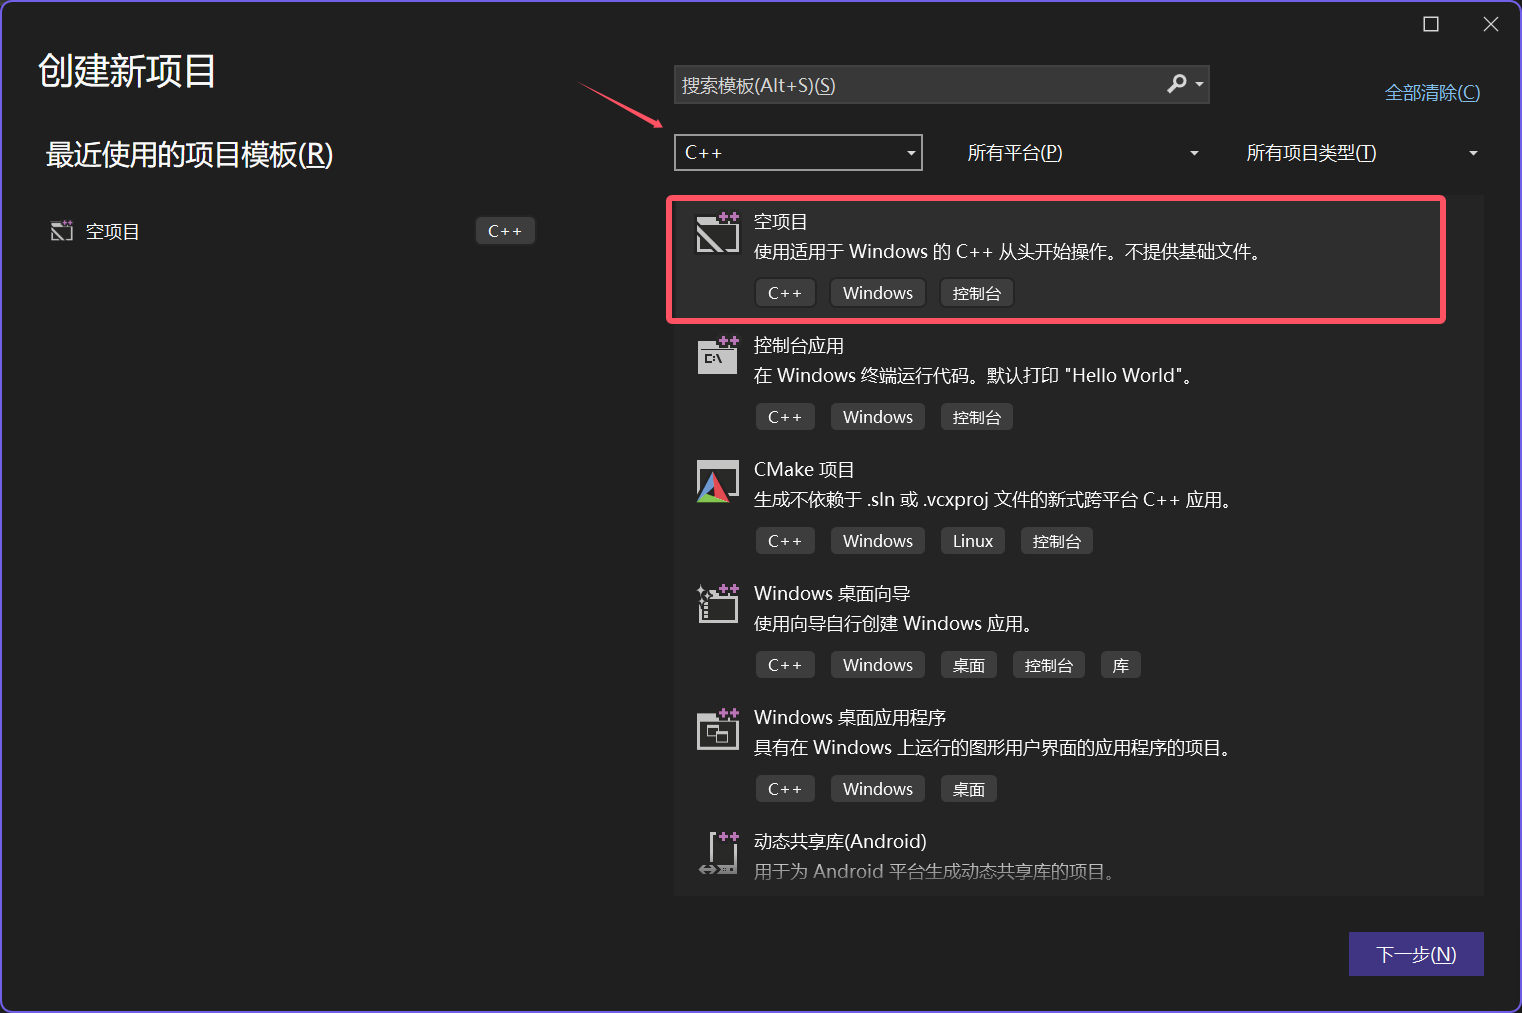 创建新项目
搜索模板(Alt+S)(S)
全部清除(C)
最近使用的项目模板(R)
C++
所有平台(P)
所有项目类型(T)
空项目
C++
空项目
使用适用于 Windows 的 C++ 从头开始操作。不提供基础文件。
C++ Windows 控制台
控制台应用
在 Windows 终端运行代码。默认打印 "Hello World"。
C++ Windows 控制台
CMake 项目
生成不依赖于 .sln 或 .vcxproj 文件的新式跨平台 C++ 应用。
C++ Windows Linux 控制台
Windows 桌面向导
使用向导自行创建 Windows 应用。
C++ Windows 桌面 控制台 库
Windows 桌面应用程序
具有在 Windows 上运行的图形用户界面的应用程序的项目。
C++ Windows 桌面
动态共享库(Android)
用于为 Android 平台生成动态共享库的项目。
下一步(N)